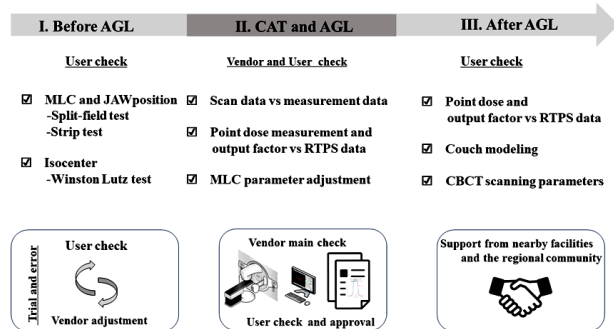 I. Before AGL
II. CAT and AGL
III. After AGL
User check
☑ MLC and JAWposition
-Split-field test
-Strip test
☑ Isocenter
-Winston Lutz test
Vendor and User check
☑ Scan data vs measurement data
☑ Point dose measurement and
output factor vs RTPS data
☑ MLC parameter adjustment
User check
☑ Point dose and
output factor vs RTPS data
☑ Couch modeling
☑ CBCT scanning parameters
Trial and error
User check
Vendor adjustment
Vendor main check
User check and approval
Support from nearby facilities
and the regional community